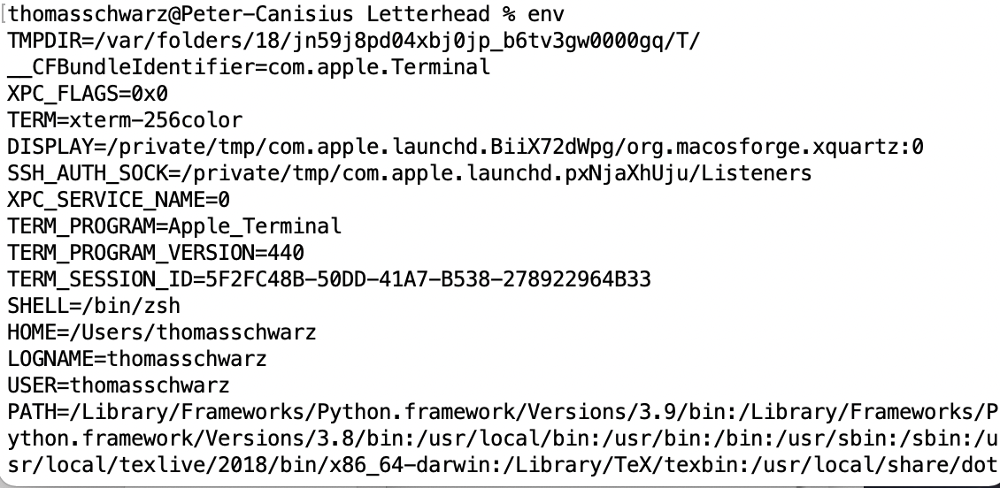 [thomasschwarz@Peter-Canisius Letterhead % env
TMPDIR=/var/folders/18/jn59j8pd04xbj0jp_b6tv3gw0000gq/T/
__CFBundleIdentifier=com.apple.Terminal
XPC_FLAGS=0x0
TERM=xterm-256color
DISPLAY=/private/tmp/com.apple.launchd.BiiX72dWpg/org.macosforge.xquartz:0
SSH_AUTH_SOCK=/private/tmp/com.apple.launchd.pxNjaXhUju/Listeners
XPC_SERVICE_NAME=0
TERM_PROGRAM=Apple_Terminal
TERM_PROGRAM_VERSION=440
TERM_SESSION_ID=5F2FC48B-50DD-41A7-B538-278922964B33
SHELL=/bin/zsh
HOME=/Users/thomasschwarz
LOGNAME=thomasschwarz
USER=thomasschwarz
PATH=/Library/Frameworks/Python.framework/Versions/3.9/bin:/Library/Frameworks/P
ython.framework/Versions/3.8/bin:/usr/local/bin:/usr/bin:/bin:/usr/sbin:/sbin:/u
sr/local/texlive/2018/bin/x86_64-darwin:/Library/TeX/texbin:/usr/local/share/dot